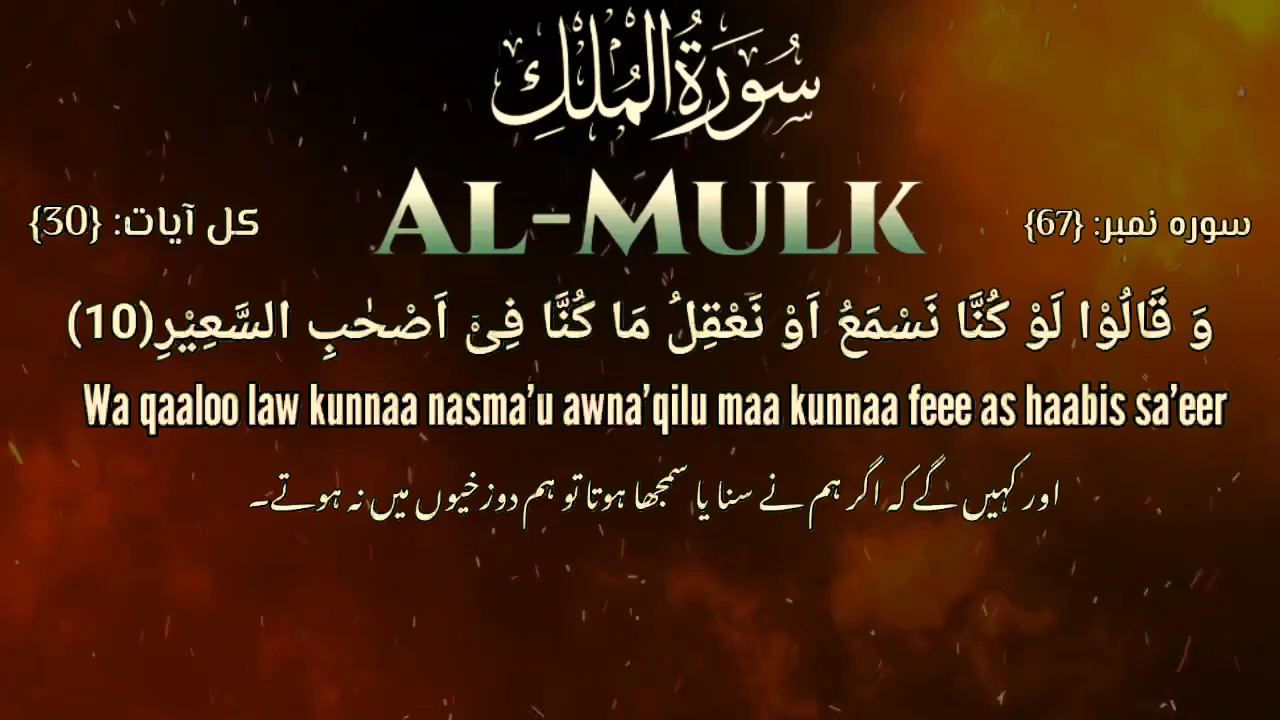 سُورَةُ الْمُلْكِ
AL-MULK
سورہ نمبر: {67}
کل آیات: {30}
وَ قَالُوْا لَوْ كُنَّا نَسْمَعُ اَوْ نَعْقِلُ مَا كُنَّا فِیْۤ اَصْحٰبِ السَّعِیْرِ(10)
Wa qaaloo law kunnaa nasma’u awna’qilu maa kunnaa feee as haabis sa’eer
اور کہیں گے کہ اگر ہم نے سنا یا سمجھا ہوتا تو ہم دوزخیوں میں نہ ہوتے۔